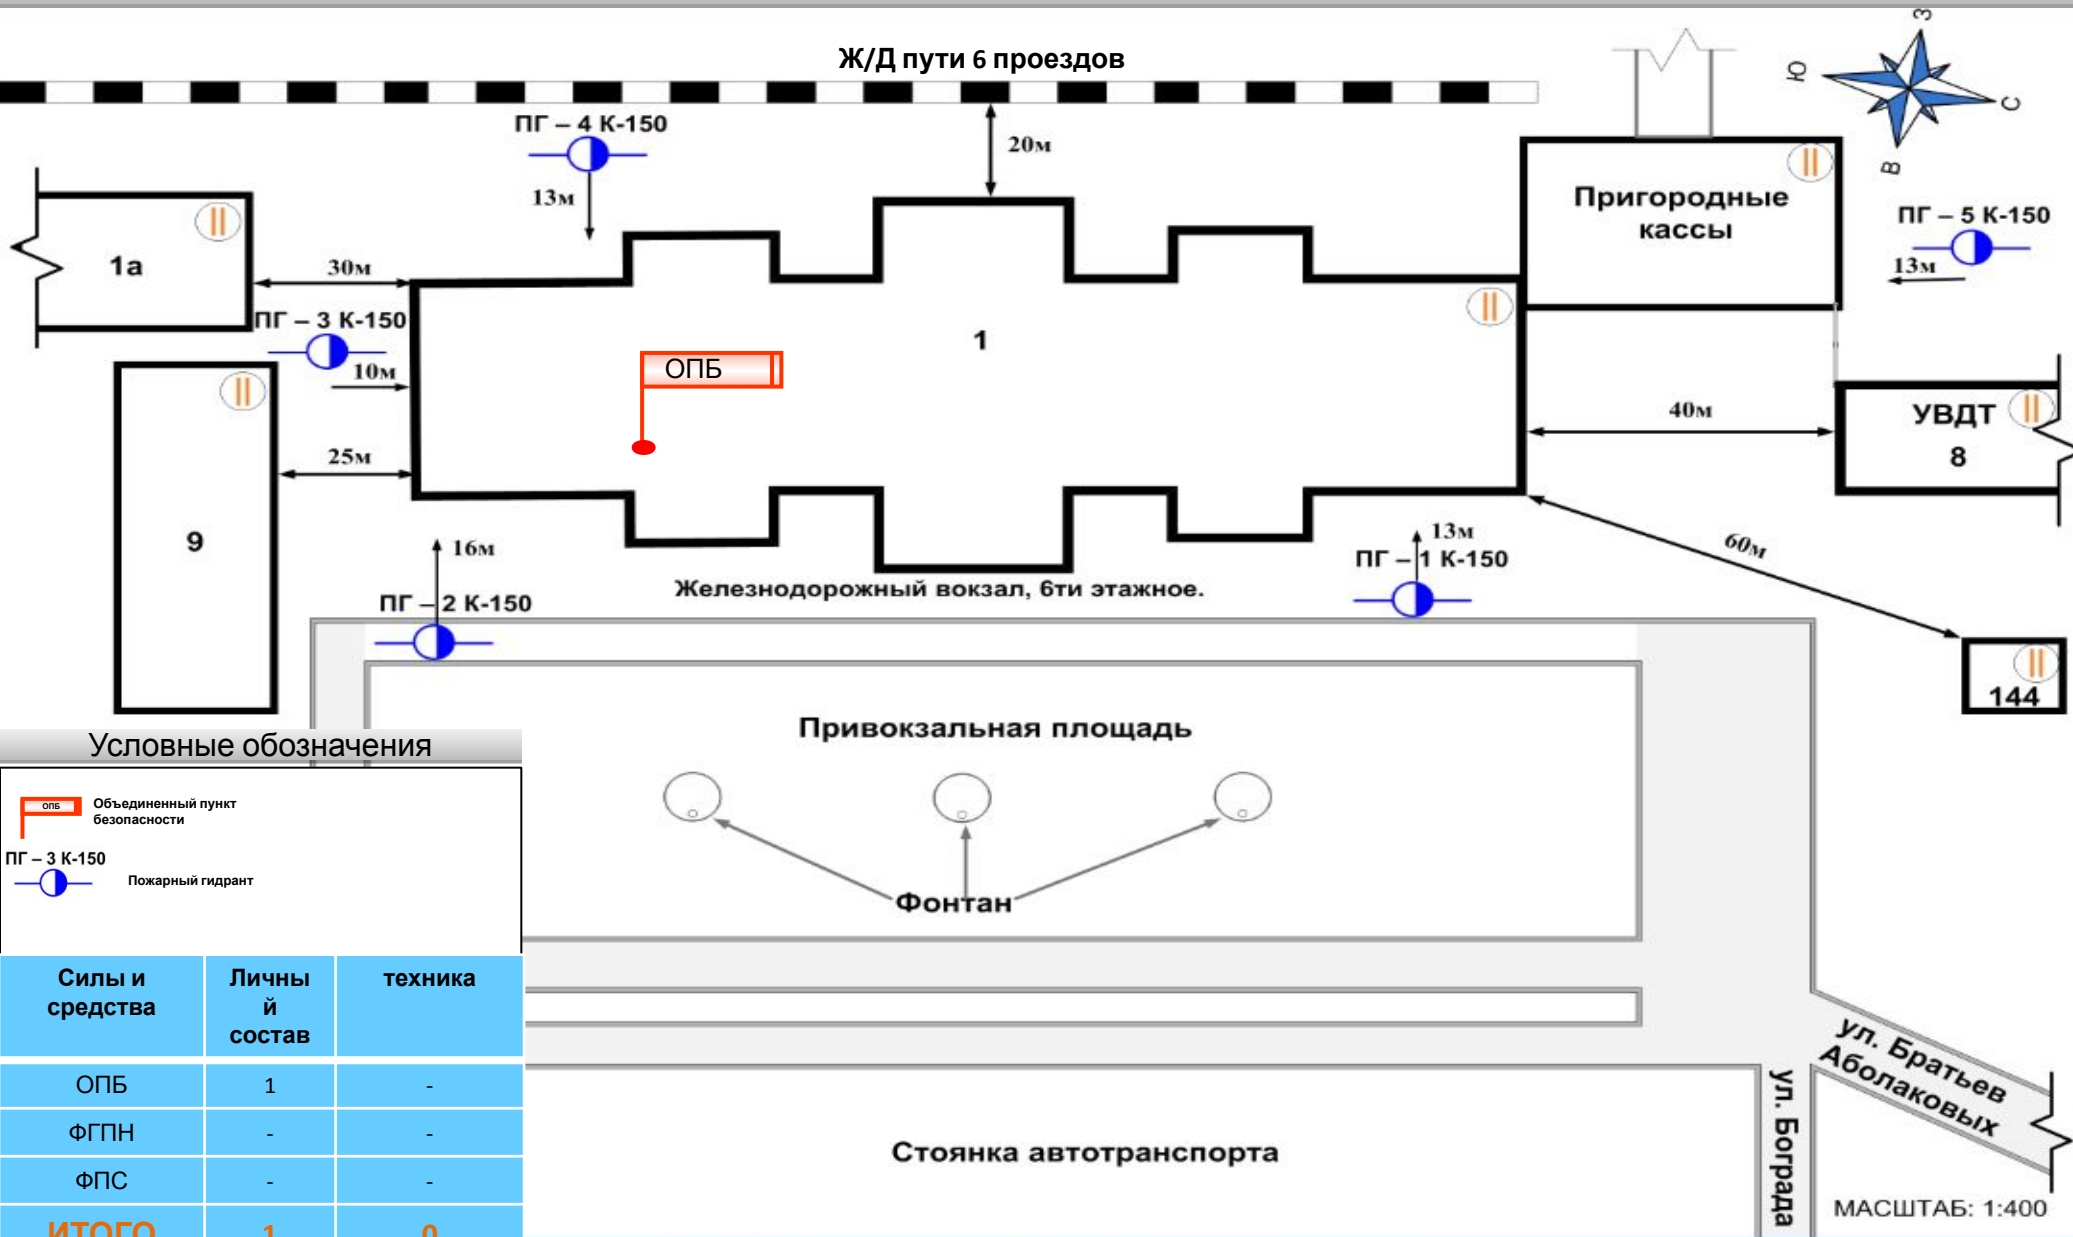 З
Ж/Д пути 6 проездов
Ю
С
В
ПГ – 4 К-150
20м
13м
Пригородные
кассы
ПГ – 5 К-150
13м
1а
30м
ПГ – 3 К-150
10м
ОПБ
1
40м
УВДТ
8
25м
9
16м
13м
ПГ – 1 К-150
60м
Железнодорожный вокзал, 6ти этажное.
ПГ – 2 К-150
144
Привокзальная площадь
Условные обозначения
ОПБ
Объединенный пункт
безопасности
ПГ – 3 К-150
Пожарный гидрант
Фонтан
Силы и
средства
Личны
й
состав
техника
ОПБ 1 -
ФГПН - -
ФПС - -
ИТОГО 1 0
ул. Братьев
Аболаковых
ул. Бограда
Стоянка автотранспорта
МАСШТАБ: 1:400